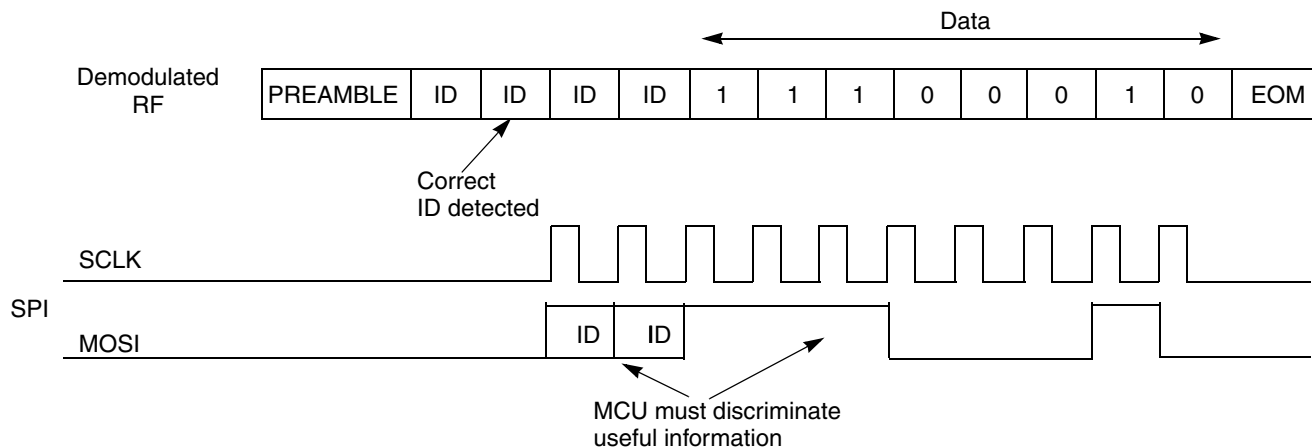 Data
Demodulated
RF
PREAMBLE ID ID ID ID 1 1 1 0 0 0 1 0 EOM
Correct
ID detected
SCLK
SPI
MOSI
ID ID
MCU must discriminate
useful information